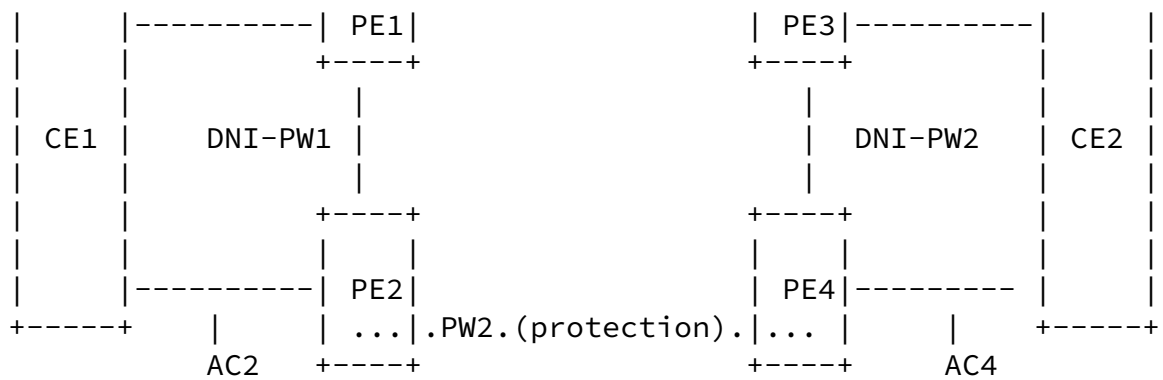 |     |----------| PE1|               | PE3|---------|     |
|     |          +----+               +----+         |     |
|     |            |                     |           |     |
| CE1 |    DNI-PW1 |                     |  DNI-PW2  | CE2 |
|     |            |                     |           |     |
|     |          +----+               +----+         |     |
|     |          |    |               |    |         |     |
|     |----------| PE2|               | PE4|--------- |     |
+-----+    |     | ...|.PW2.(protection).|... |     |    +-----+
AC2   +----+               +----+     AC4